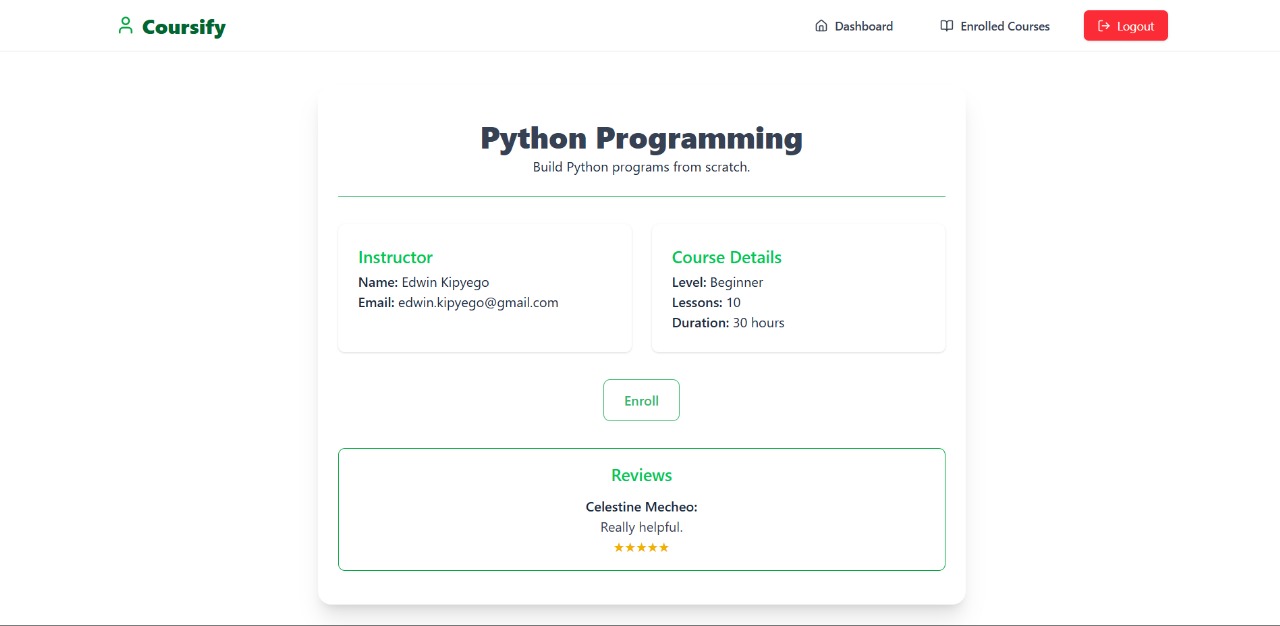 Coursify
Dashboard
Enrolled Courses
Logout
Python Programming
Build Python programs from scratch.
Instructor
Name: Edwin Kipyego
Email: edwin.kipyego@gmail.com
Course Details
Level: Beginner
Lessons: 10
Duration: 30 hours
Enroll
Reviews
Celestine Mecheo:
Really helpful.
★★★★★